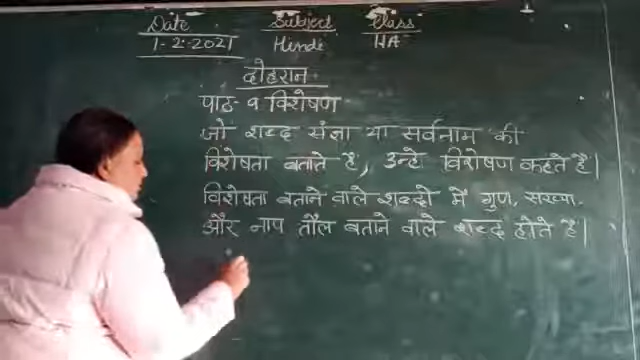 Date Subject Class
1-2-2021 Hindi IIA
दोहरान
पाठ-9 विशेषण
जो शब्द संज्ञा या सर्वनाम की
विशेषता बताते है, उन्हे विशेषण कहते हैं।
विशेषता बताने वाले शब्दो में गुण, संख्या
और नाप तौल बताने वाले शब्द होते है।